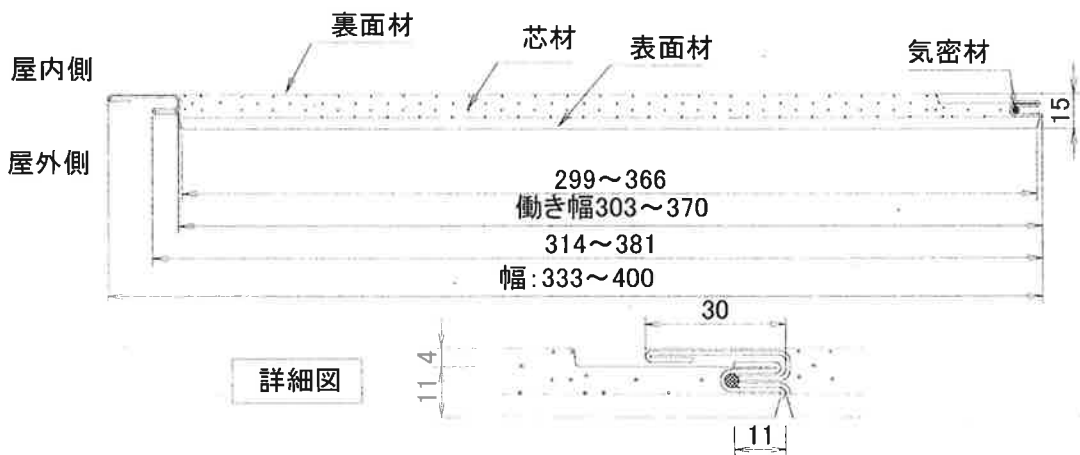 裏面材
芯材
表面材
気密材
屋内側
15
屋外側
299～366
働き幅303～370
314～381
幅:333～400
30
4
11
詳細図
11